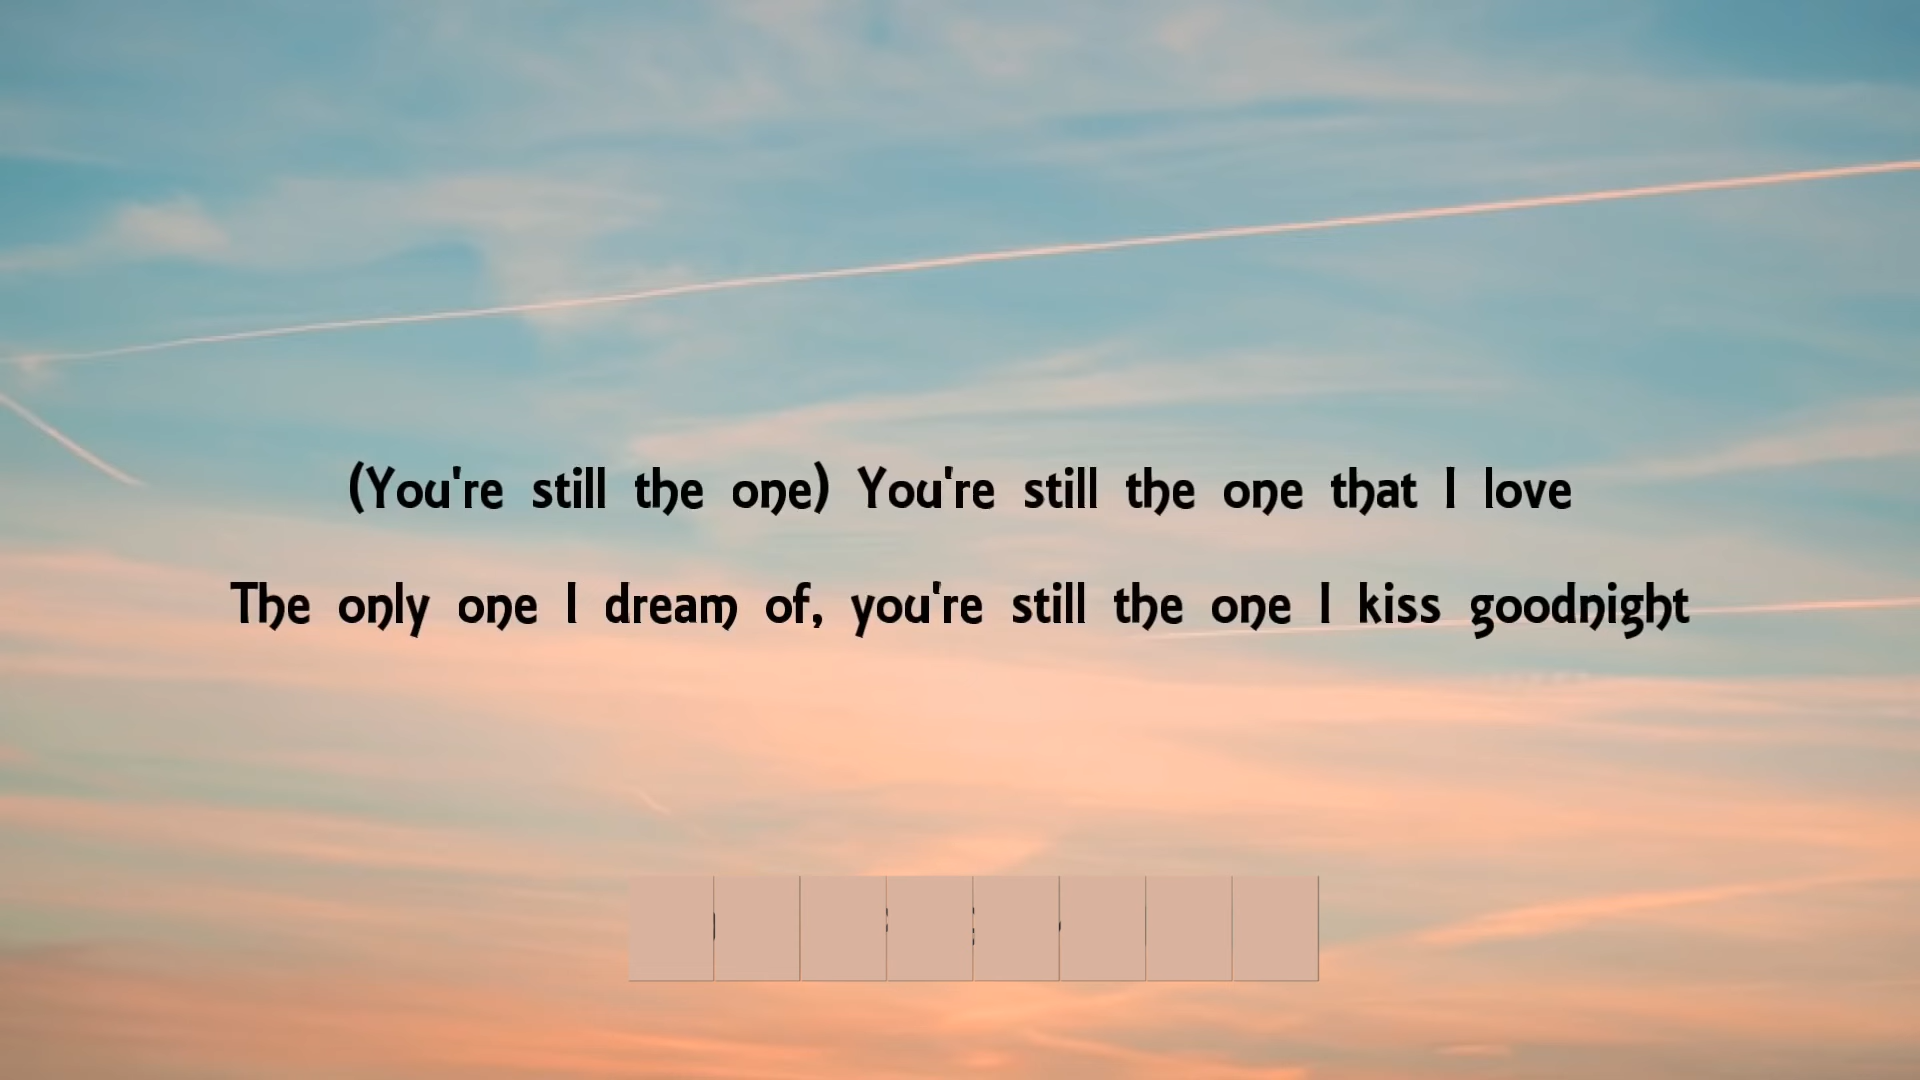 (You're still the one) You're still the one that I love
The only one I dream of, you're still the one I kiss goodnight